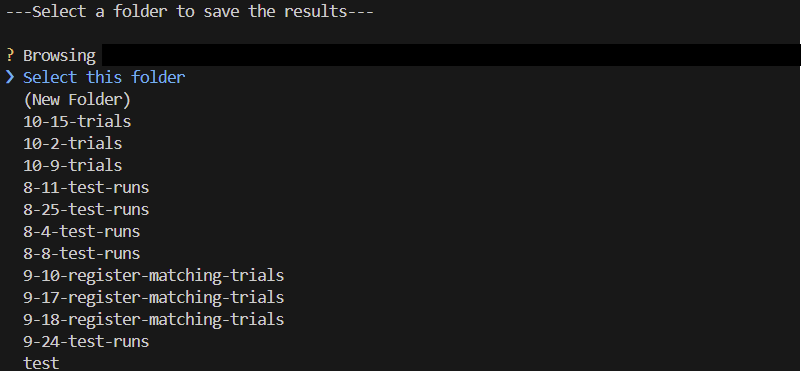 ---Select a folder to save the results---
? Browsing
❯ Select this folder
(New Folder)
10-15-trials
10-2-trials
10-9-trials
8-11-test-runs
8-25-test-runs
8-4-test-runs
8-8-test-runs
9-10-register-matching-trials
9-17-register-matching-trials
9-18-register-matching-trials
9-24-test-runs
test